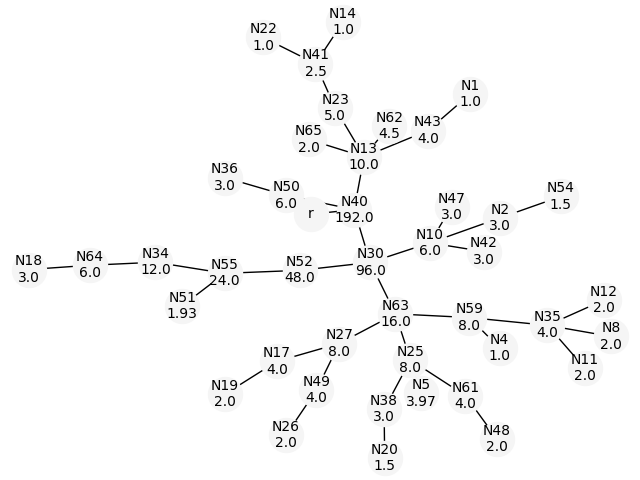 N14
1.0
N22
1.0
N41
2.5
N1
1.0
N23
5.0
N62
4.5
N43
4.0
N65
2.0
N13
10.0
N36
3.0
N50
6.0
N54
1.5
N47
3.0
N2
3.0
N40
192.0
r
N10
6.0
N42
3.0
N30
96.0
N34
12.0
N64
6.0
N18
3.0
N52
48.0
N55
24.0
N51
1.93
N12
2.0
N63
16.0
N59
8.0
N35
4.0
N8
2.0
N27
8.0
N4
1.0
N17
4.0
N25
8.0
N11
2.0
N19
2.0
N49
4.0
N5
3.97
N61
4.0
N38
3.0
N26
2.0
N48
2.0
N20
1.5